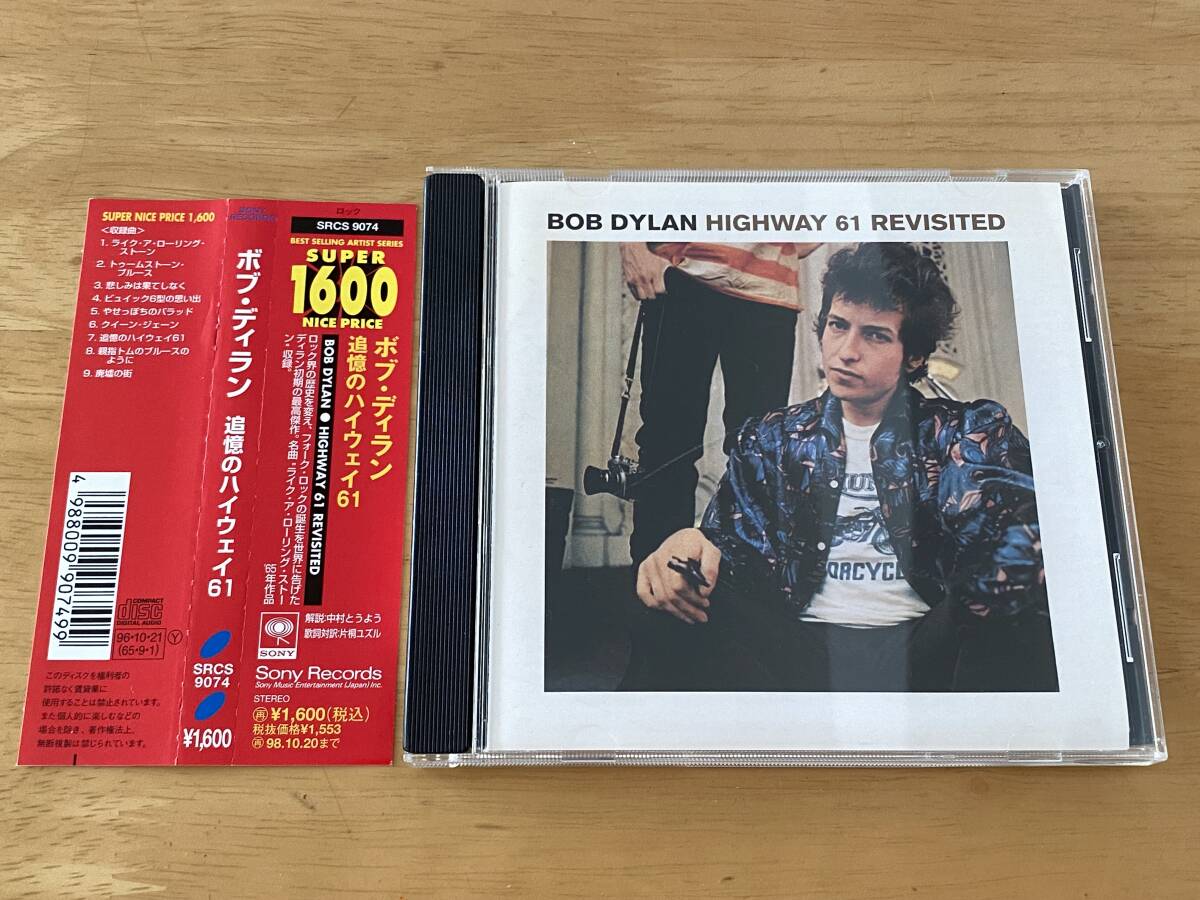 SUPER NICE PRICE 1,600
<収録曲>
1. ライク・ア・ローリング・
ストーン
2. トゥームストーン・
ブルース
3. 悲しみは果てしなく
4. ビュイック6型の思い出
5. やせっぽちのバラッド
6. クイーン・ジェーン
7. 追憶のハイウェイ61
8. 親指トムのブルースの
ように
9. 廃墟の街
4 988009 907499
COMPACT
disc
DIGITAL AUDIO
96・10・21
(65・9・1)
Y
このディスクを権利者の
許諾なく賃貸業に
使用することは禁止されています。
また個人的に楽しむなどの
場合を除き、著作権法上、
無断複製は禁じられています。
ボブ・ディラン 追憶のハイウェイ61
SRCS
9074
¥1,600
ロック
SRCS 9074
BEST SELLING ARTIST SERIES
SUPER
1600
NICE PRICE
ボブ・ディラン
追憶のハイウェイ61
BOB DYLAN ● HIGHWAY 61 REVISITED
ロック界の歴史を変え、フォーク・ロックの誕生を世界に告げた
ディラン初期の最高傑作。名曲“ライク・ア・ローリング・ストー
ン”収録。
'65年作品
SONY
解説:中村とうよう
歌詞対訳:片桐ユズル
Sony Records
Sony Music Entertainment (Japan) Inc.
STEREO
再 ¥1,600(税込)
税抜価格¥1,553
再 98.10.20まで
BOB DYLAN HIGHWAY 61 REVISITED